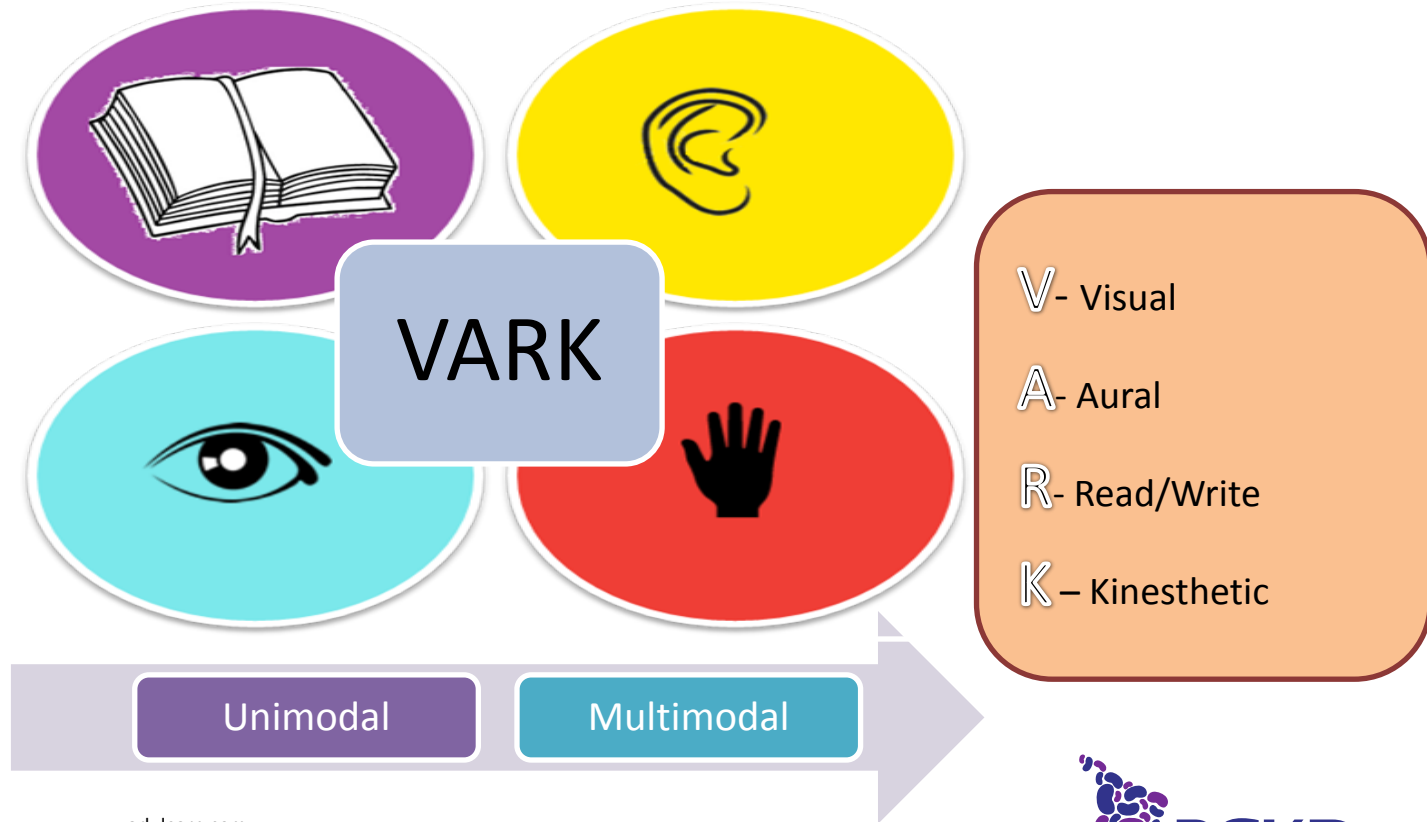 VARK
V- Visual
A- Aural
R- Read/Write
K – Kinesthetic
Unimodal
Multimodal